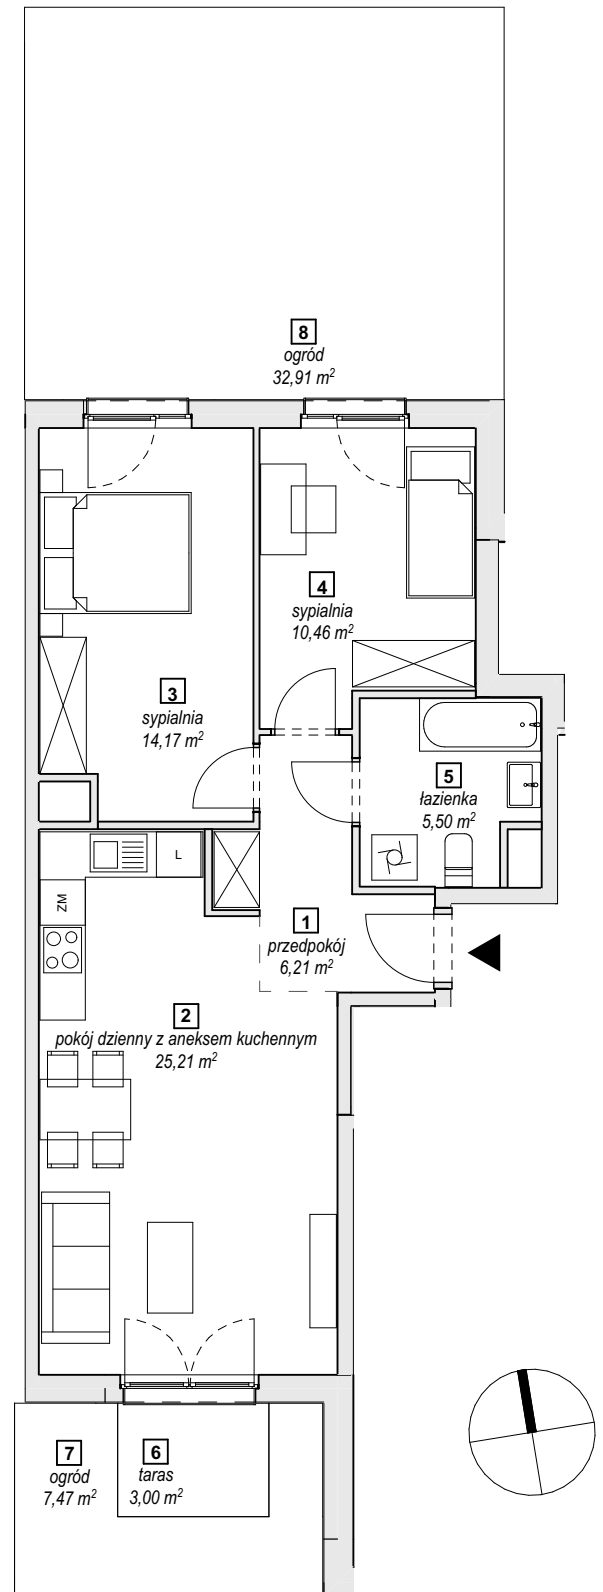 8
ogród
32,91 m²
4
sypialnia
10,46 m²
3
sypialnia
14,17 m²
5
łazienka
5,50 m²
L
ZM
1
przedpokój
6,21 m²
2
pokój dzienny z aneksem kuchennym
25,21 m²
7
ogród
7,47 m²
6
taras
3,00 m²